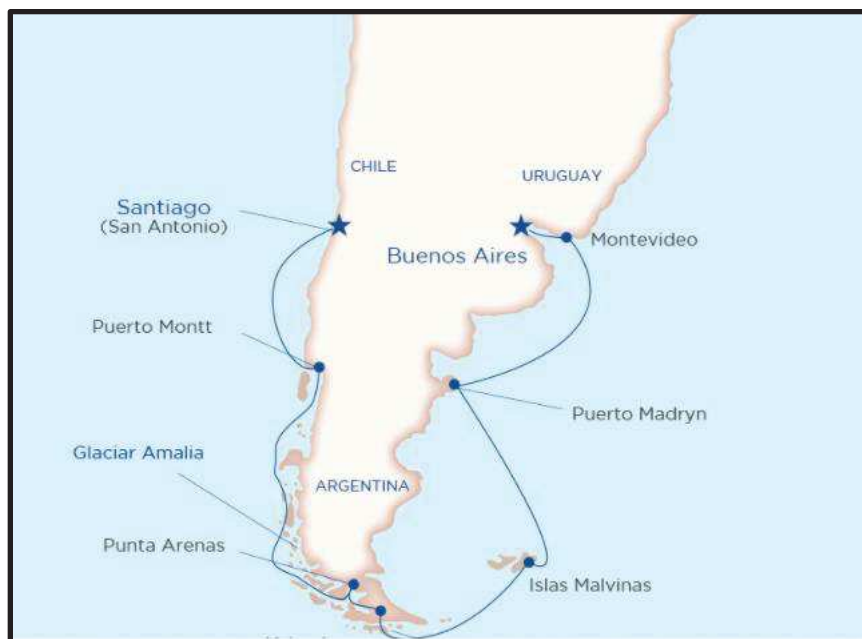 CHILE
URUGUAY
Santiago
(San Antonio)
Buenos Aires
Montevideo
Puerto Montt
Puerto Madryn
Glaciar Amalia
ARGENTINA
Punta Arenas
Islas Malvinas